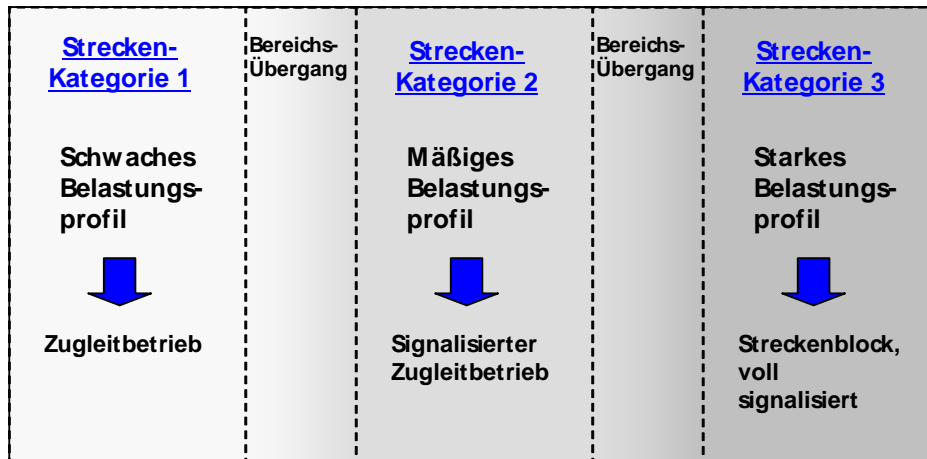 Strecken-
Kategorie 1
Schwaches
Belastungs-
profil
Zugleitbetrieb
Bereichs-
Übergang
Strecken-
Kategorie 2
Mäßiges
Belastungs-
profil
Signalisierter
Zugleitbetrieb
Bereichs-
Übergang
Strecken-
Kategorie 3
Starkes
Belastungs-
profil
Streckenblock,
voll
signalisiert